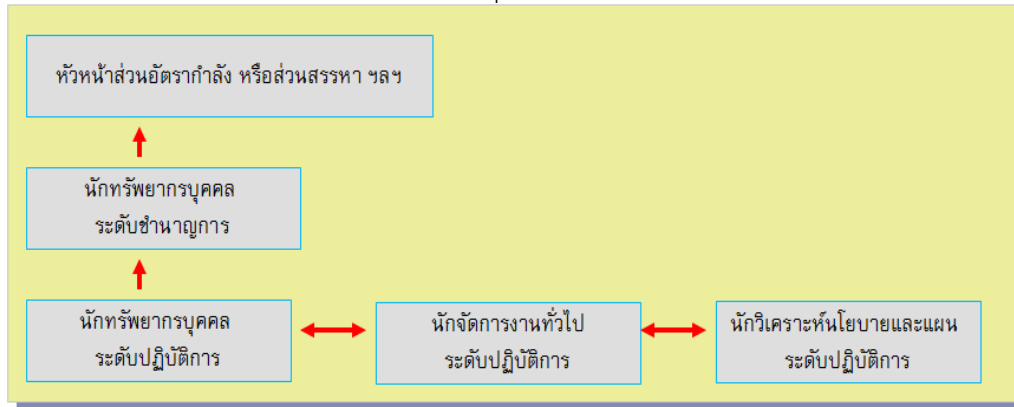 หัวหน้าส่วนอัตรากำลัง หรือส่วนสรรหา ฯลฯ
นักทรัพยากรบุคคล
ระดับชำนาญการ
นักทรัพยากรบุคคล
ระดับปฏิบัติการ
นักจัดการงานทั่วไป
ระดับปฏิบัติการ
นักวิเคราะห์นโยบายและแผน
ระดับปฏิบัติการ